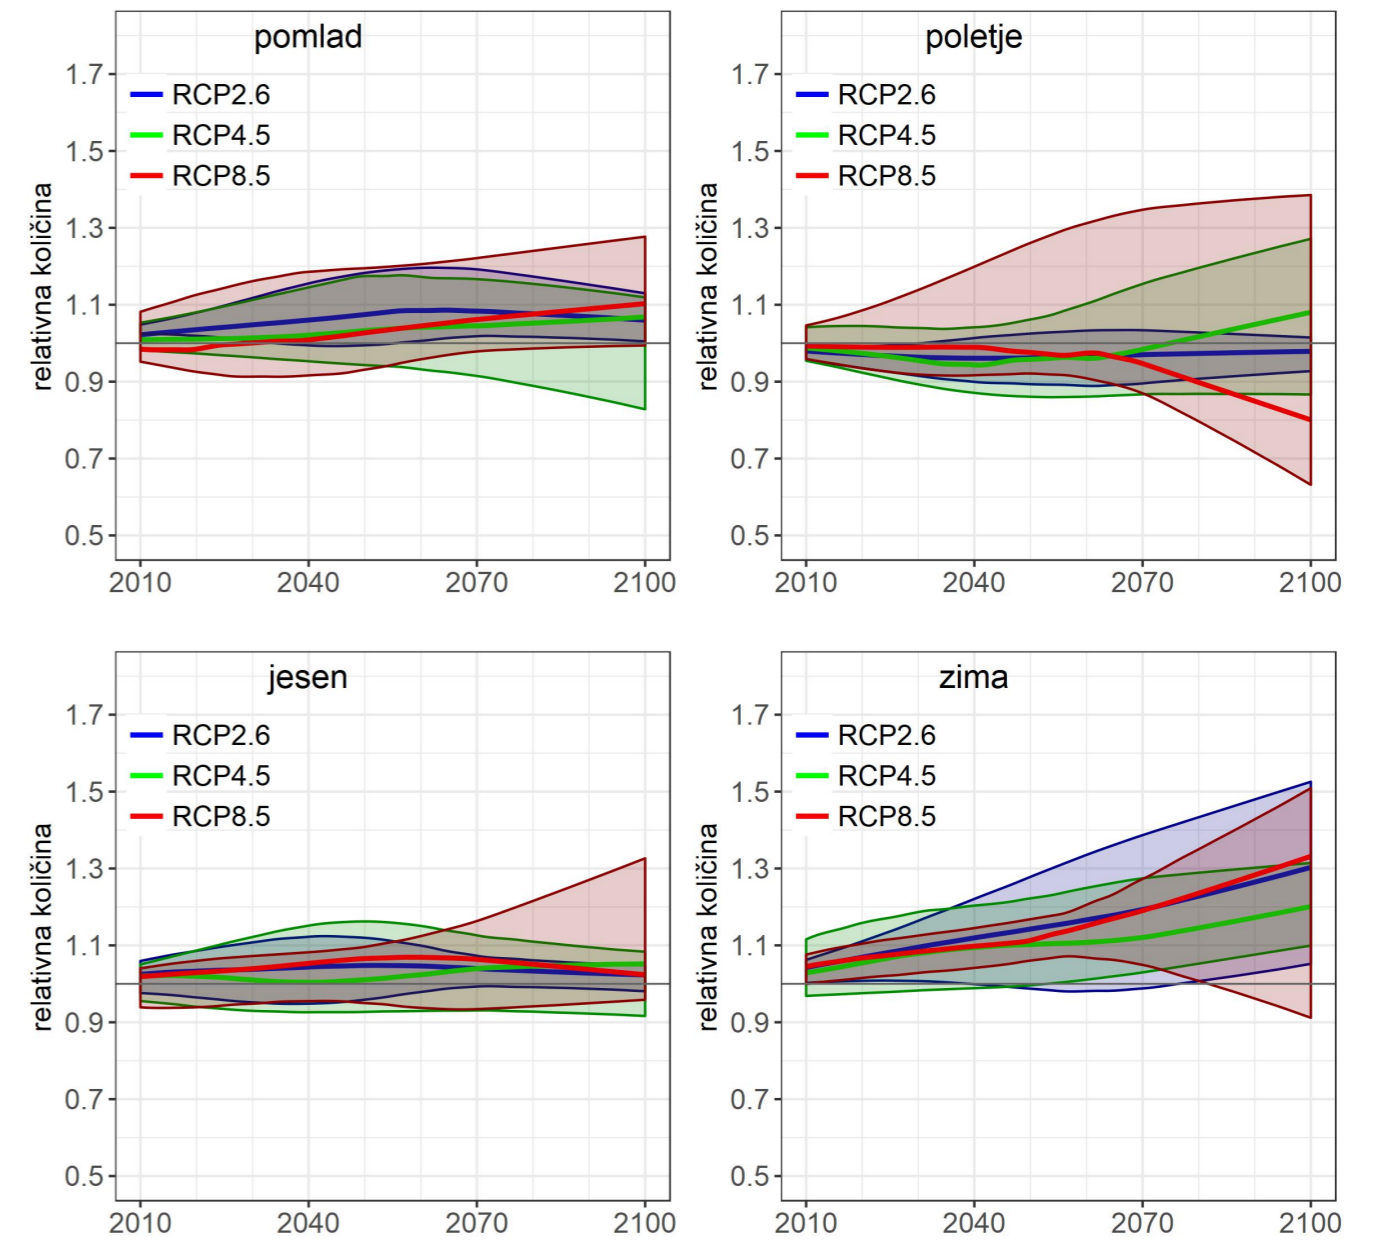 pomlad
1.7
1.5
1.3
1.1
0.9
0.7
0.5
relativna količina
RCP2.6
RCP4.5
RCP8.5
2010 2040 2070 2100
poletje
1.7
1.5
1.3
1.1
0.9
0.7
0.5
relativna količina
RCP2.6
RCP4.5
RCP8.5
2010 2040 2070 2100
jesen
1.7
1.5
1.3
1.1
0.9
0.7
0.5
relativna količina
RCP2.6
RCP4.5
RCP8.5
2010 2040 2070 2100
zima
1.7
1.5
1.3
1.1
0.9
0.7
0.5
relativna količina
RCP2.6
RCP4.5
RCP8.5
2010 2040 2070 2100